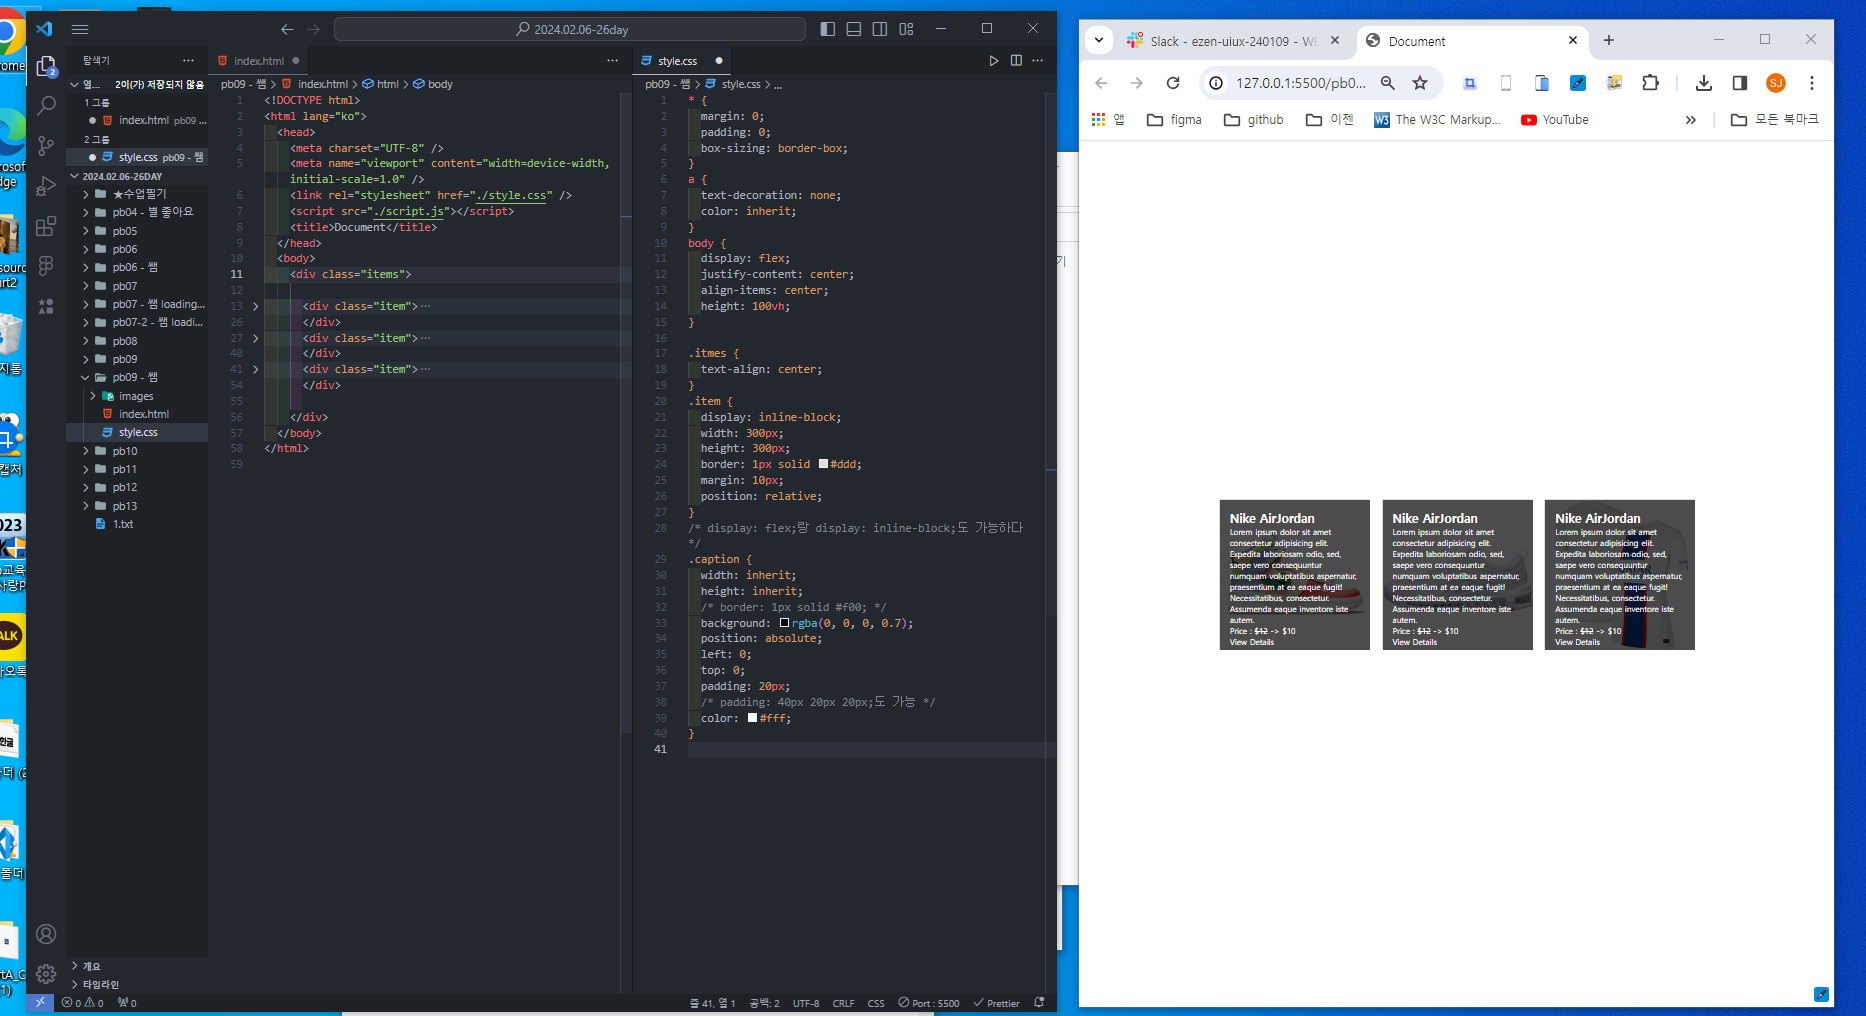 2024.02.06-26day
탐색기
index.html
style.css
열... 2이(가) 저장되지 않음
1 그룹
index.html pb09 ...
2 그룹
style.css pb09 - 쌤
2024.02.06-26DAY
★수업필기
pb04 - 별 좋아요
pb05
pb06
pb06 - 쌤
pb07
pb07 - 쌤 loading...
pb07-2 - 쌤 loadi...
pb08
pb09
pb09 - 쌤
images
index.html
style.css
pb10
pb11
pb12
pb13
1.txt
개요
타임라인
pb09 - 쌤 > index.html > html > body
1 <!DOCTYPE html>
2 <html lang="ko">
3 <head>
4 <meta charset="UTF-8" />
5 <meta name="viewport" content="width=device-width,
initial-scale=1.0" />
6 <link rel="stylesheet" href="./style.css" />
7 <script src="./script.js"></script>
8 <title>Document</title>
9 </head>
10 <body>
11 <div class="items">
12
13 <div class="item">···
26 </div>
27 <div class="item">···
40 </div>
41 <div class="item">···
54 </div>
55
56 </div>
57 </body>
58 </html>
59
pb09 - 쌤 > style.css > ...
1 * {
2 margin: 0;
3 padding: 0;
4 box-sizing: border-box;
5 }
6 a {
7 text-decoration: none;
8 color: inherit;
9 }
10 body {
11 display: flex;
12 justify-content: center;
13 align-items: center;
14 height: 100vh;
15 }
16
17 .itmes {
18 text-align: center;
19 }
20 .item {
21 display: inline-block;
22 width: 300px;
23 height: 300px;
24 border: 1px solid #ddd;
25 margin: 10px;
26 position: relative;
27 }
28 /* display: flex;랑 display: inline-block;도 가능하다
*/
29 .caption {
30 width: inherit;
31 height: inherit;
32 /* border: 1px solid #f00; */
33 background: rgba(0, 0, 0, 0.7);
34 position: absolute;
35 left: 0;
36 top: 0;
37 padding: 20px;
38 /* padding: 40px 20px 20px;도 가능 */
39 color: #fff;
40 }
41
0 0 0
줄 41, 열 1 공백: 2 UTF-8 CRLF CSS Port : 5500 Prettier
Slack - ezen-uiux-240109 - WE
Document
127.0.0.1:5500/pb0...
SJ
앱 figma github 이젠 The W3C Markup... YouTube » 모든 북마크
Nike AirJordan
Lorem ipsum dolor sit amet
consectetur adipisicing elit.
Expedita laboriosam odio, sed,
saepe vero consequuntur
numquam voluptatibus aspernatur,
praesentium at ea eaque fugit!
Necessitatibus, consectetur.
Assumenda eaque inventore iste
autem.
Price : $12 -> $10
View Details
Nike AirJordan
Lorem ipsum dolor sit amet
consectetur adipisicing elit.
Expedita laboriosam odio, sed,
saepe vero consequuntur
numquam voluptatibus aspernatur,
praesentium at ea eaque fugit!
Necessitatibus, consectetur.
Assumenda eaque inventore iste
autem.
Price : $12 -> $10
View Details
Nike AirJordan
Lorem ipsum dolor sit amet
consectetur adipisicing elit.
Expedita laboriosam odio, sed,
saepe vero consequuntur
numquam voluptatibus aspernatur,
praesentium at ea eaque fugit!
Necessitatibus, consectetur.
Assumenda eaque inventore iste
autem.
Price : $12 -> $10
View Details